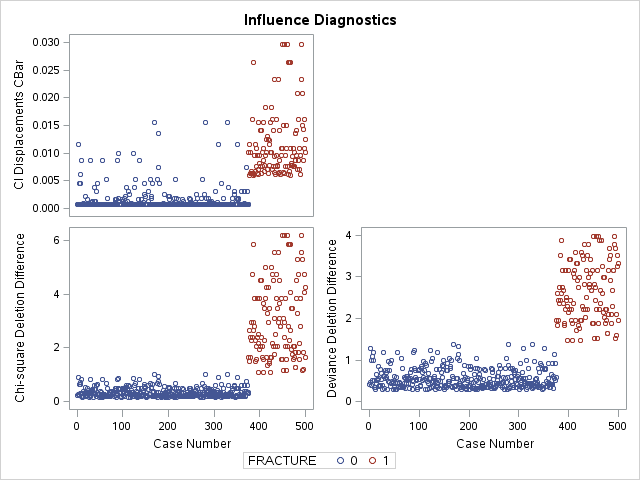 Influence Diagnostics
CI Displacements CBar
0.030
0.025
0.020
0.015
0.010
0.005
0.000
Chi-square Deletion Difference
6
4
2
0
0 100 200 300 400 500
Case Number
Deviance Deletion Difference
4
3
2
1
0
0 100 200 300 400 500
Case Number
FRACTURE 0 1